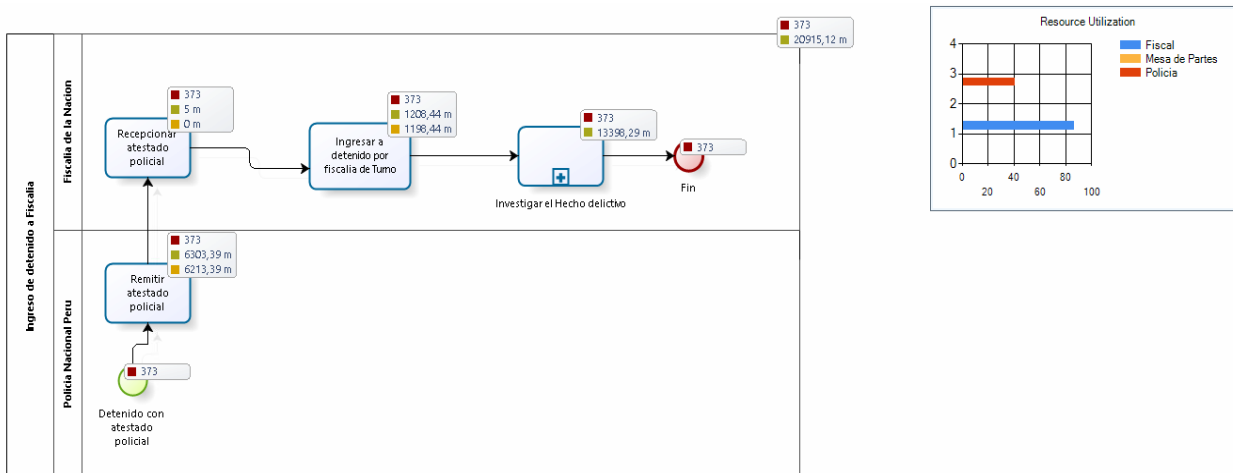 Ingreso de detenido a Fiscalia
Fiscalia de la Nacion
Policia Nacional Peru
373
20915,12 m
373
5 m
0 m
Recepcionar
atestado
policial
373
1208,44 m
1198,44 m
Ingresar a
detenido por
fiscalia de Turno
373
13398,29 m
Investigar el Hecho delictivo
373
Fin
373
6303,39 m
6213,39 m
Remitir
atestado
policial
373
Detenido con
atestado
policial
Resource Utilization
4
3
2
1
0
0
20
40
60
80
100
Fiscal
Mesa de Partes
Policia